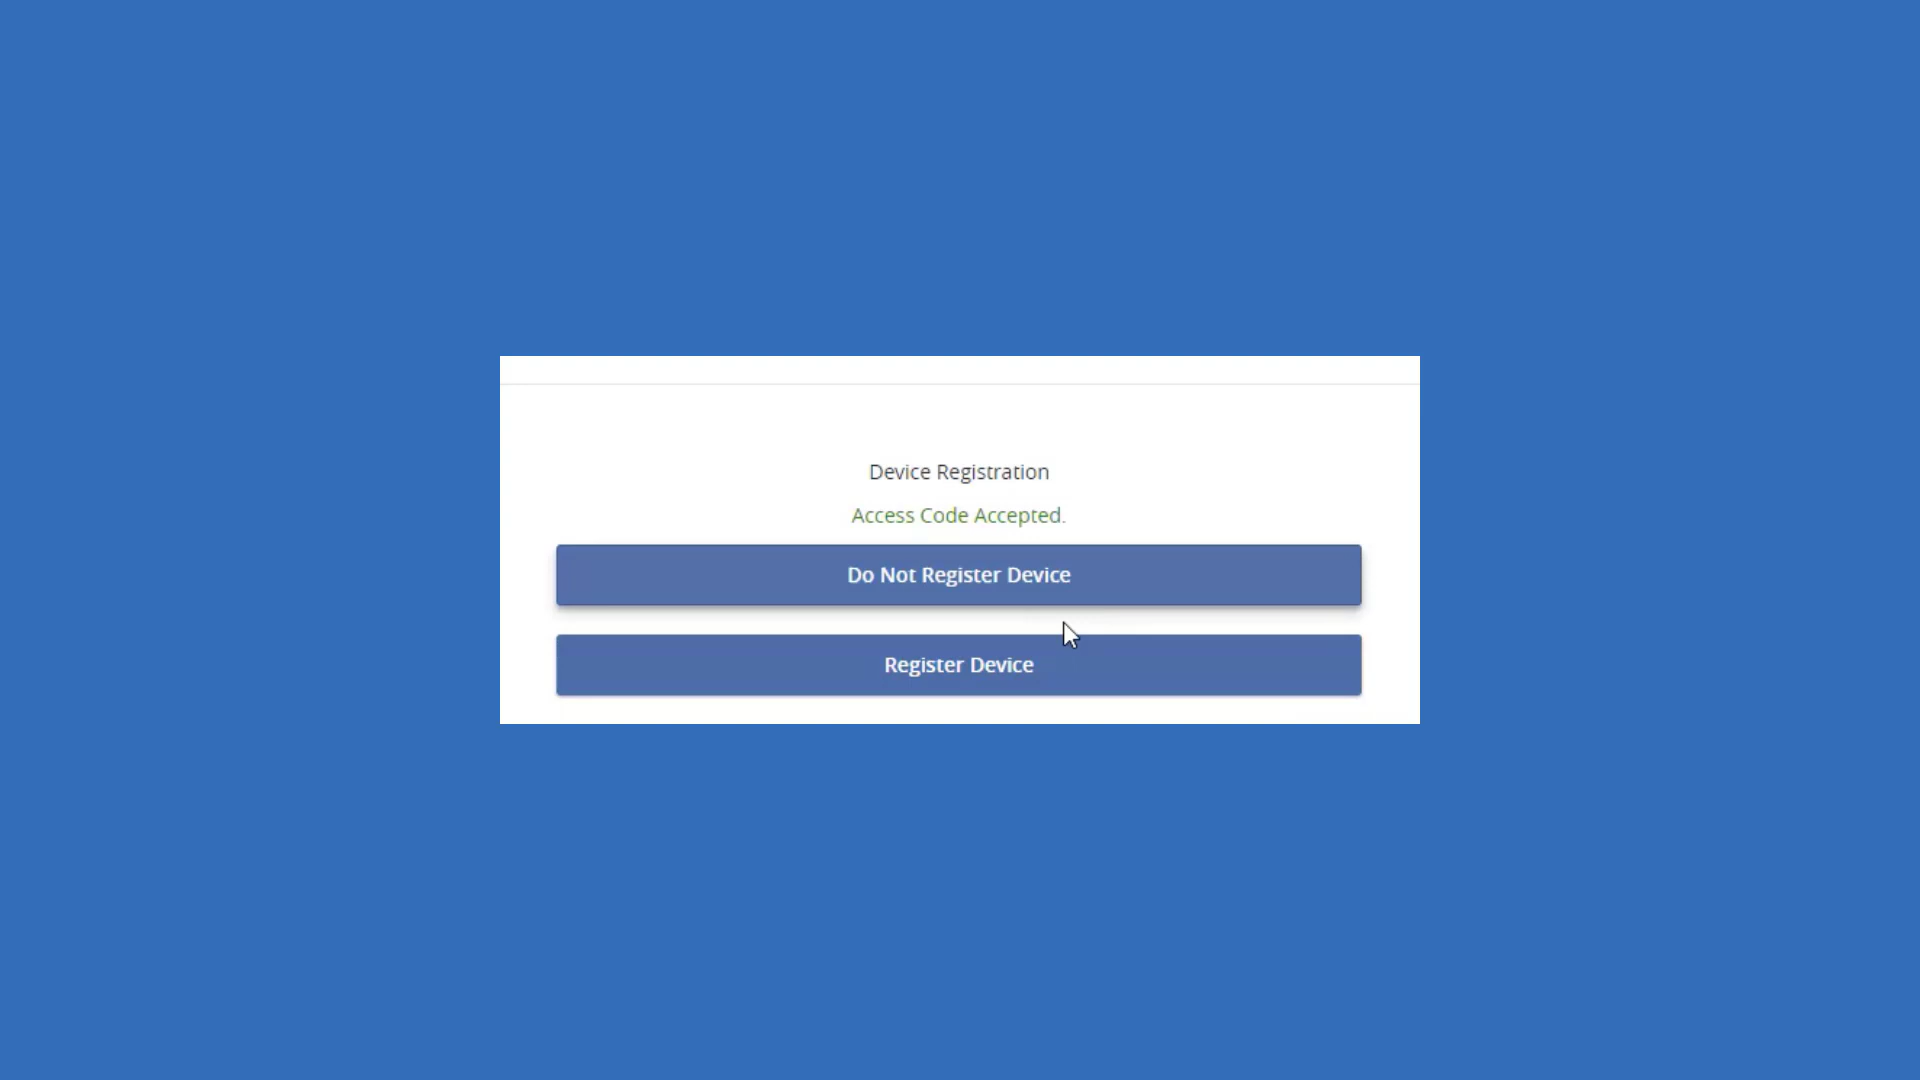 Device Registration
Access Code Accepted.
Do Not Register Device
Register Device